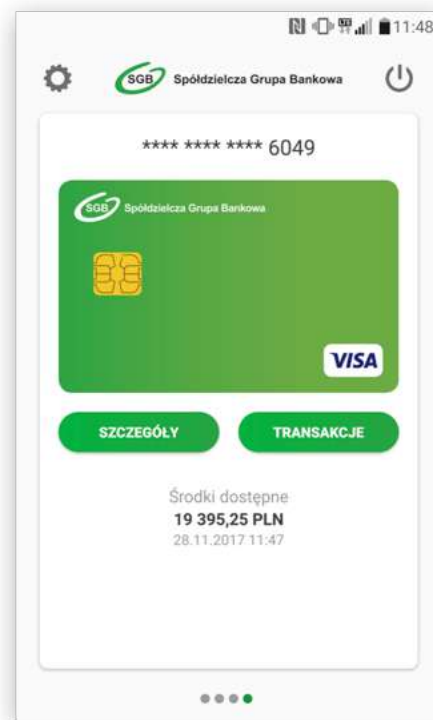 LTE 11:48
SGB Spółdzielcza Grupa Bankowa
**** **** **** 6049
SGB Spółdzielcza Grupa Bankowa
VISA
SZCZEGÓŁY TRANSAKCJE
Środki dostępne
19 395,25 PLN
28.11.2017 11:47